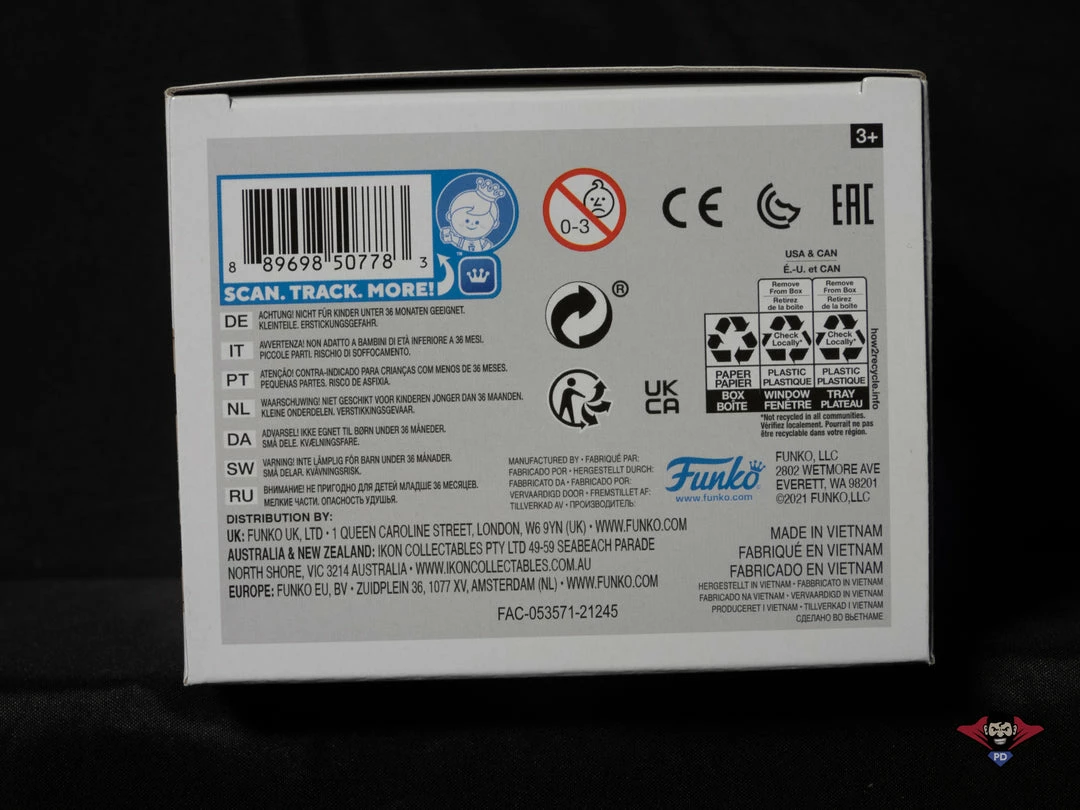 3+
8 89698 50778 3
SCAN. TRACK. MORE!
™
0-3
CE
EAC
®
UK
CA
USA & CAN
É.-U. et CAN
Remove From Box
Retirez de la boîte
Remove From Box
Retirez de la boîte
Check Locally*
Check Locally*
PAPER
PAPIER
BOX
BOÎTE
PLASTIC
PLASTIQUE
WINDOW
FENÊTRE
PLASTIC
PLASTIQUE
TRAY
PLATEAU
how2recycle.info
*Not recycled in all communities.
Vérifiez localement. Pourrait ne pas
être recyclable dans votre région.
DE ACHTUNG! NICHT FÜR KINDER UNTER 36 MONATEN GEEIGNET.
KLEINTEILE. ERSTICKUNGSGEFAHR.
IT AVVERTENZA! NON ADATTO A BAMBINI DI ETÀ INFERIORE A 36 MESI.
PICCOLE PARTI. RISCHIO DI SOFFOCAMENTO.
PT ATENÇÃO! CONTRA-INDICADO PARA CRIANÇAS COM MENOS DE 36 MESES.
PEQUENAS PARTES. RISCO DE ASFIXIA.
NL WAARSCHUWING! NIET GESCHIKT VOOR KINDEREN JONGER DAN 36 MAANDEN.
KLEINE ONDERDELEN. VERSTIKKINGSGEVAAR.
DA ADVARSEL! IKKE EGNET TIL BØRN UNDER 36 MÅNEDER.
SMÅ DELE. KVÆLNINGSFARE.
SW VARNING! INTE LÄMPLIG FÖR BARN UNDER 36 MÅNADER.
SMÅ DELAR. KVÄVNINGSRISK.
RU ВНИМАНИЕ! НЕ ПРИГОДНО ДЛЯ ДЕТЕЙ МЛАДШЕ 36 МЕСЯЦЕВ.
МЕЛКИЕ ЧАСТИ. ОПАСНОСТЬ УДУШЬЯ.
MANUFACTURED BY • FABRIQUÉ PAR:
FABRICADO POR • HERGESTELLT DURCH:
FABBRICATO DA • FABRICADO POR:
VERVAARDIGD DOOR • FREMSTILLET AF:
TILLVERKAD AV • ПРОИЗВОДИТЕЛЬ:
Funko
www.funko.com
FUNKO, LLC
2802 WETMORE AVE
EVERETT, WA 98201
©2021 FUNKO,LLC
DISTRIBUTION BY:
UK: FUNKO UK, LTD • 1 QUEEN CAROLINE STREET, LONDON, W6 9YN (UK) • WWW.FUNKO.COM
AUSTRALIA & NEW ZEALAND: IKON COLLECTABLES PTY LTD 49-59 SEABEACH PARADE
NORTH SHORE, VIC 3214 AUSTRALIA • WWW.IKONCOLLECTABLES.COM.AU
EUROPE: FUNKO EU, BV • ZUIDPLEIN 36, 1077 XV, AMSTERDAM (NL) • WWW.FUNKO.COM
FAC-053571-21245
MADE IN VIETNAM
FABRIQUÉ EN VIETNAM
FABRICADO EN VIETNAM
HERGESTELLT IN VIETNAM • FABBRICATO IN VIETNAM
FABRICADO NA VIETNAM • VERVAARDIGD IN VIETNAM
PRODUCERET I VIETNAM • TILLVERKAD I VIETNAM
СДЕЛАНО ВО ВЬЕТНАМЕ
PD